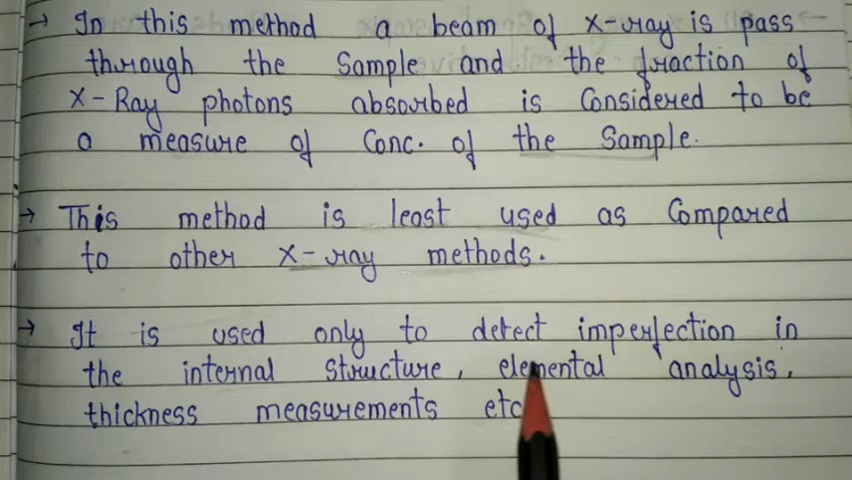 → In this method a beam of X-ray is pass
through the Sample and the fraction of
X-Ray photons absorbed is Considered to be
a measure of Conc. of the Sample.
→ This method is least used as Compared
to other X-ray methods.
→ It is used only to detect imperfection in
the internal structure, elemental analysis,
thickness measurements etc